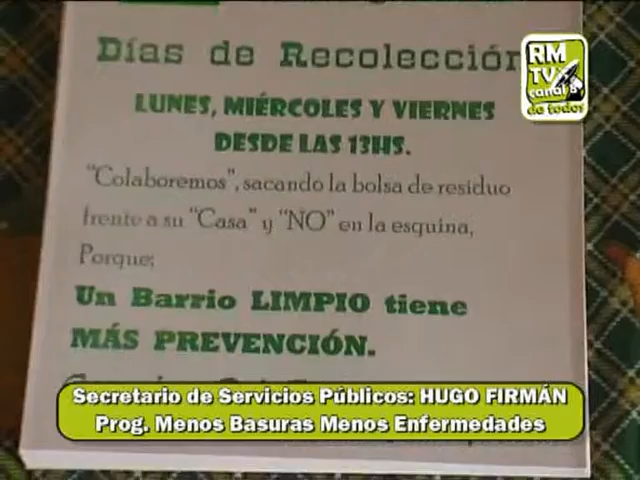 Días de Recolección
LUNES, MIÉRCOLES Y VIERNES
DESDE LAS 13HS.
"Colaboremos", sacando la bolsa de residuo
frente a su "Casa" y "NO" en la esquina,
Porque:
Un Barrio LIMPIO tiene
MÁS PREVENCIÓN.
RM
TV
canal 8
de todos
Secretario de Servicios Públicos: HUGO FIRMÁN
Prog. Menos Basuras Menos Enfermedades